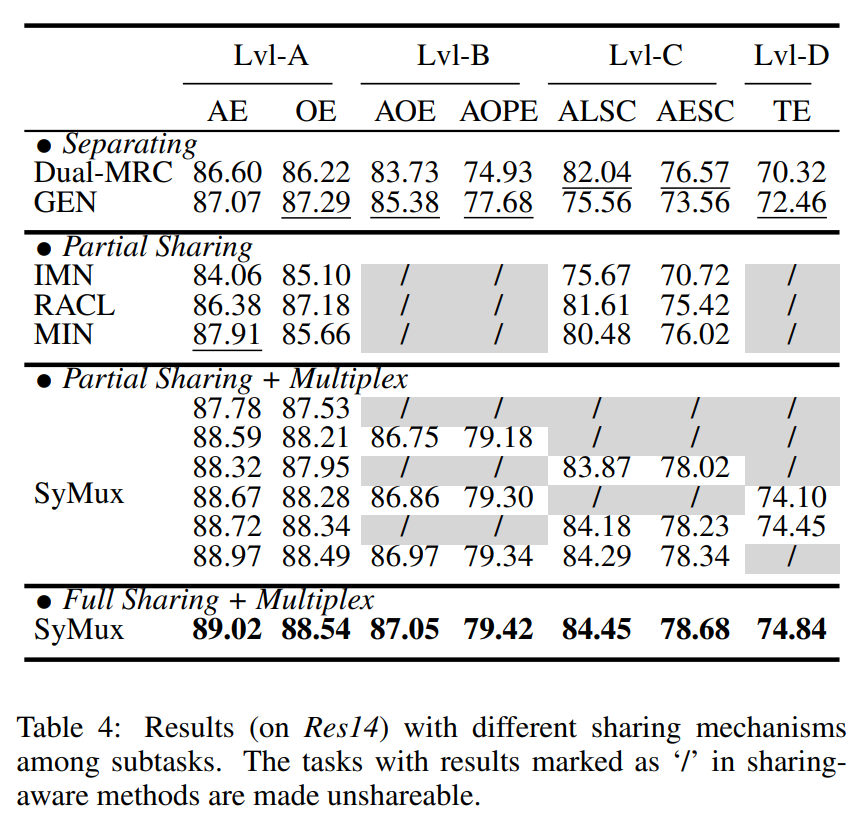 Lvl-A Lvl-B Lvl-C Lvl-D
AE OE AOE AOPE ALSC AESC TE
● Separating
Dual-MRC 86.60 86.22 83.73 74.93 82.04 76.57 70.32
GEN 87.07 87.29 85.38 77.68 75.56 73.56 72.46
● Partial Sharing
IMN 84.06 85.10 / / 75.67 70.72 /
RACL 86.38 87.18 / / 81.61 75.42 /
MIN 87.91 85.66 / / 80.48 76.02 /
● Partial Sharing + Multiplex
87.78 87.53 / / / / /
88.59 88.21 86.75 79.18 / / /
88.32 87.95 / / 83.87 78.02 /
SyMux 88.67 88.28 86.86 79.30 / / 74.10
88.72 88.34 / / 84.18 78.23 74.45
88.97 88.49 86.97 79.34 84.29 78.34 /
● Full Sharing + Multiplex
SyMux 89.02 88.54 87.05 79.42 84.45 78.68 74.84
Table 4: Results (on Res14) with different sharing mechanisms
among subtasks. The tasks with results marked as ‘/’ in sharing-
aware methods are made unshareable.